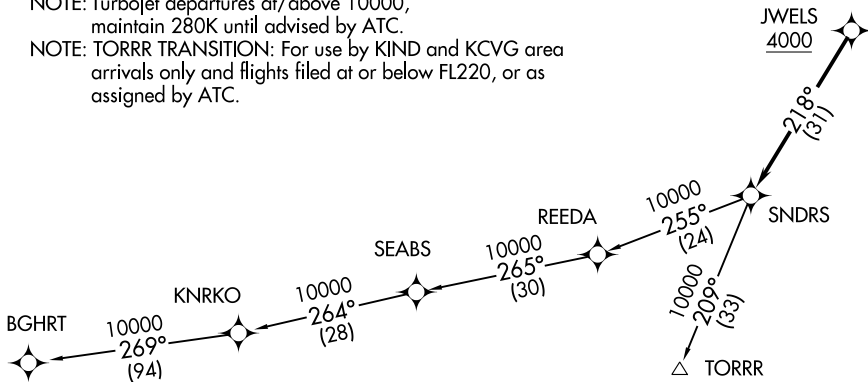 NOTE: Turbojet departures at/above 10000,
maintain 280K until advised by ATC.
NOTE: TORRR TRANSITION: For use by KIND and KCVG area
arrivals only and flights filed at or below FL220, or as
assigned by ATC.
JWELS
4000
218°
(31)
SNDRS
10000
255°
(24)
REEDA
10000
265°
(30)
SEABS
10000
264°
(28)
KNRKO
10000
269°
(94)
BGHRT
10000
209°
(33)
TORRR